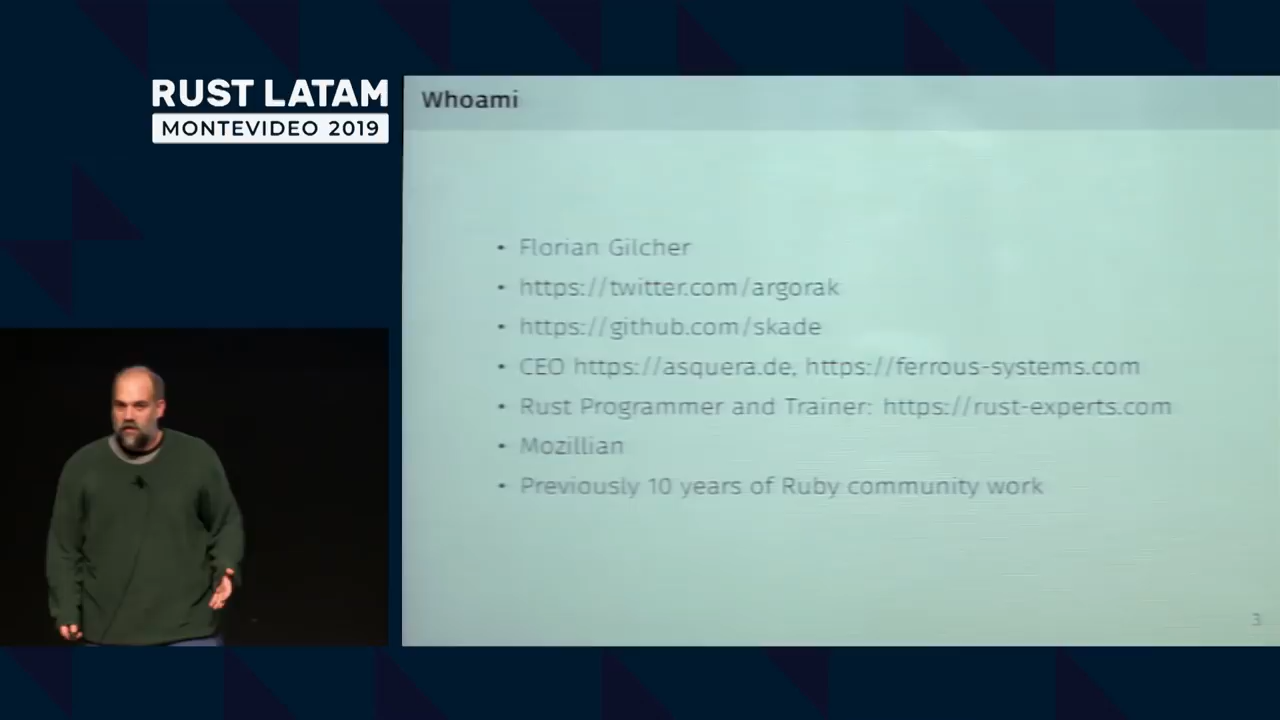 RUST LATAM
MONTEVIDEO 2019
Whoami
• Florian Gilcher
• https://twitter.com/argorak
• https://github.com/skade
• CEO https://asquera.de, https://ferrous-systems.com
• Rust Programmer and Trainer: https://rust-experts.com
• Mozillian
• Previously 10 years of Ruby community work
3